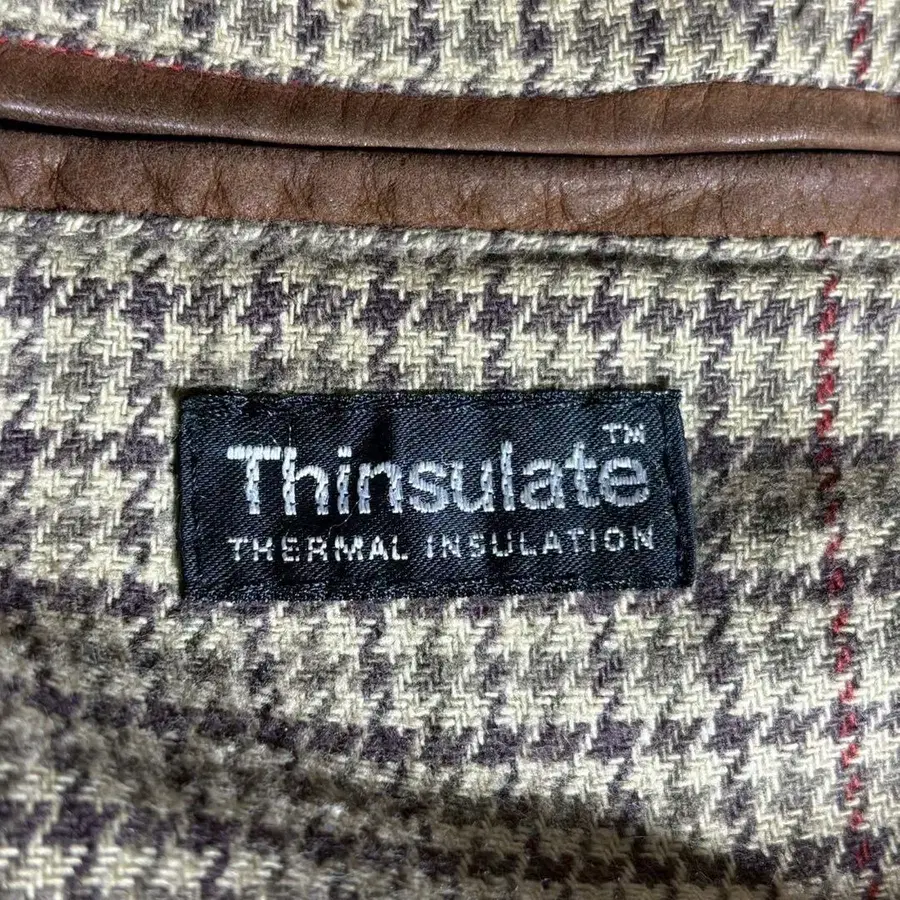 Thinsulate™
THERMAL INSULATION